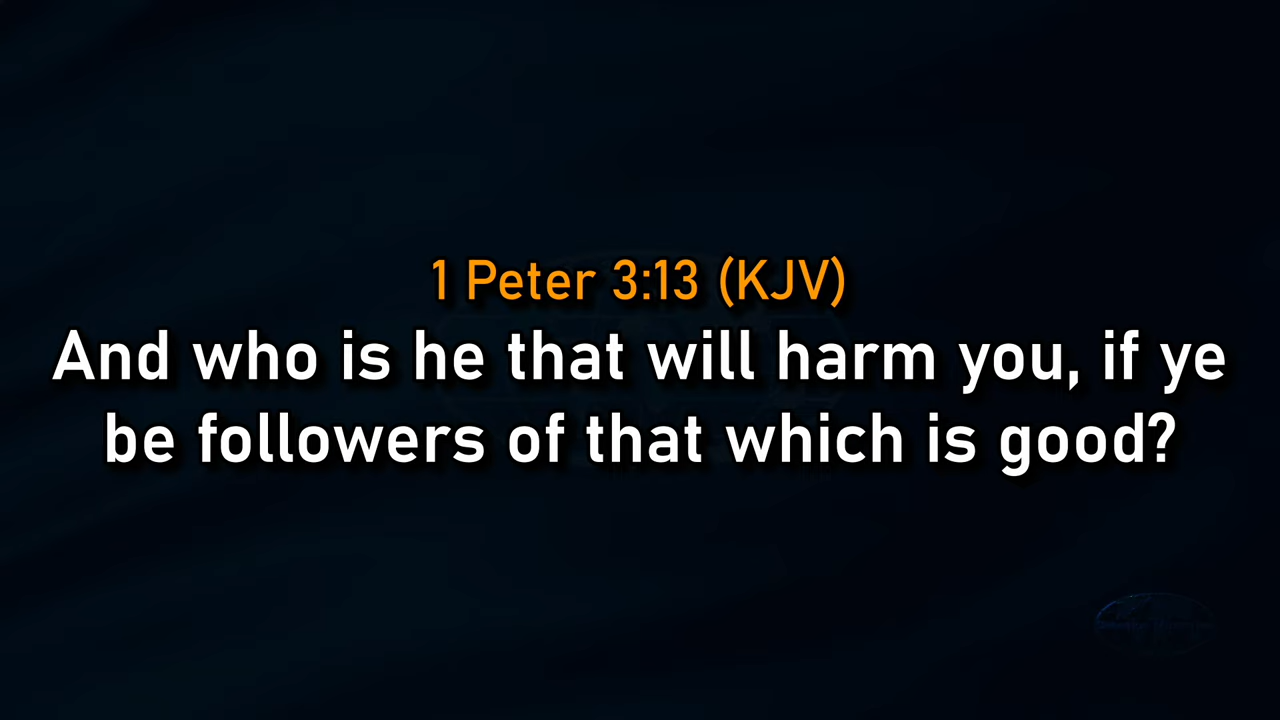 1 Peter 3:13 (KJV)
And who is he that will harm you, if ye
be followers of that which is good?